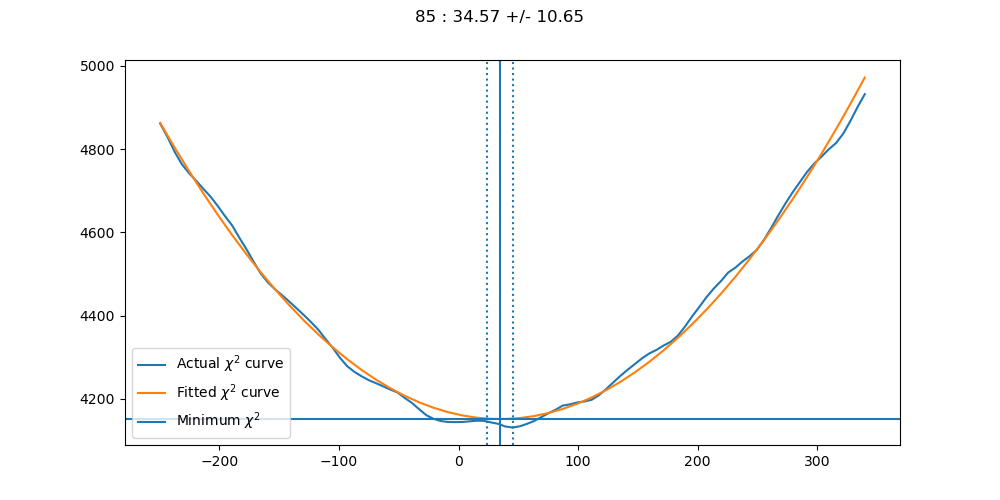 85 : 34.57 +/- 10.65
5000
4800
4600
4400
4200
Actual χ² curve
Fitted χ² curve
Minimum χ²
−200
−100
0
100
200
300